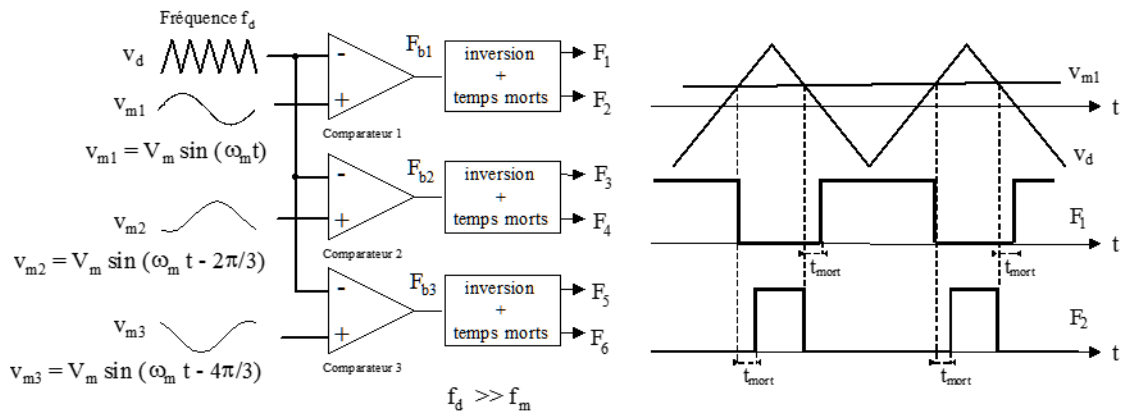 Fréquence f_d
v_d
F_b1
inversion
+
temps morts
F_1
F_2
-
+
v_m1
Comparateur 1
v_m1 = V_m sin (ω_m t)
F_b2
inversion
+
temps morts
F_3
F_4
-
+
v_m2
Comparateur 2
v_m2 = V_m sin (ω_m t - 2π/3)
F_b3
inversion
+
temps morts
F_5
F_6
-
+
v_m3
Comparateur 3
v_m3 = V_m sin (ω_m t - 4π/3)
f_d >> f_m
v_m1
t
v_d
F_1
t
t_mort
t_mort
F_2
t
t_mort
t_mort